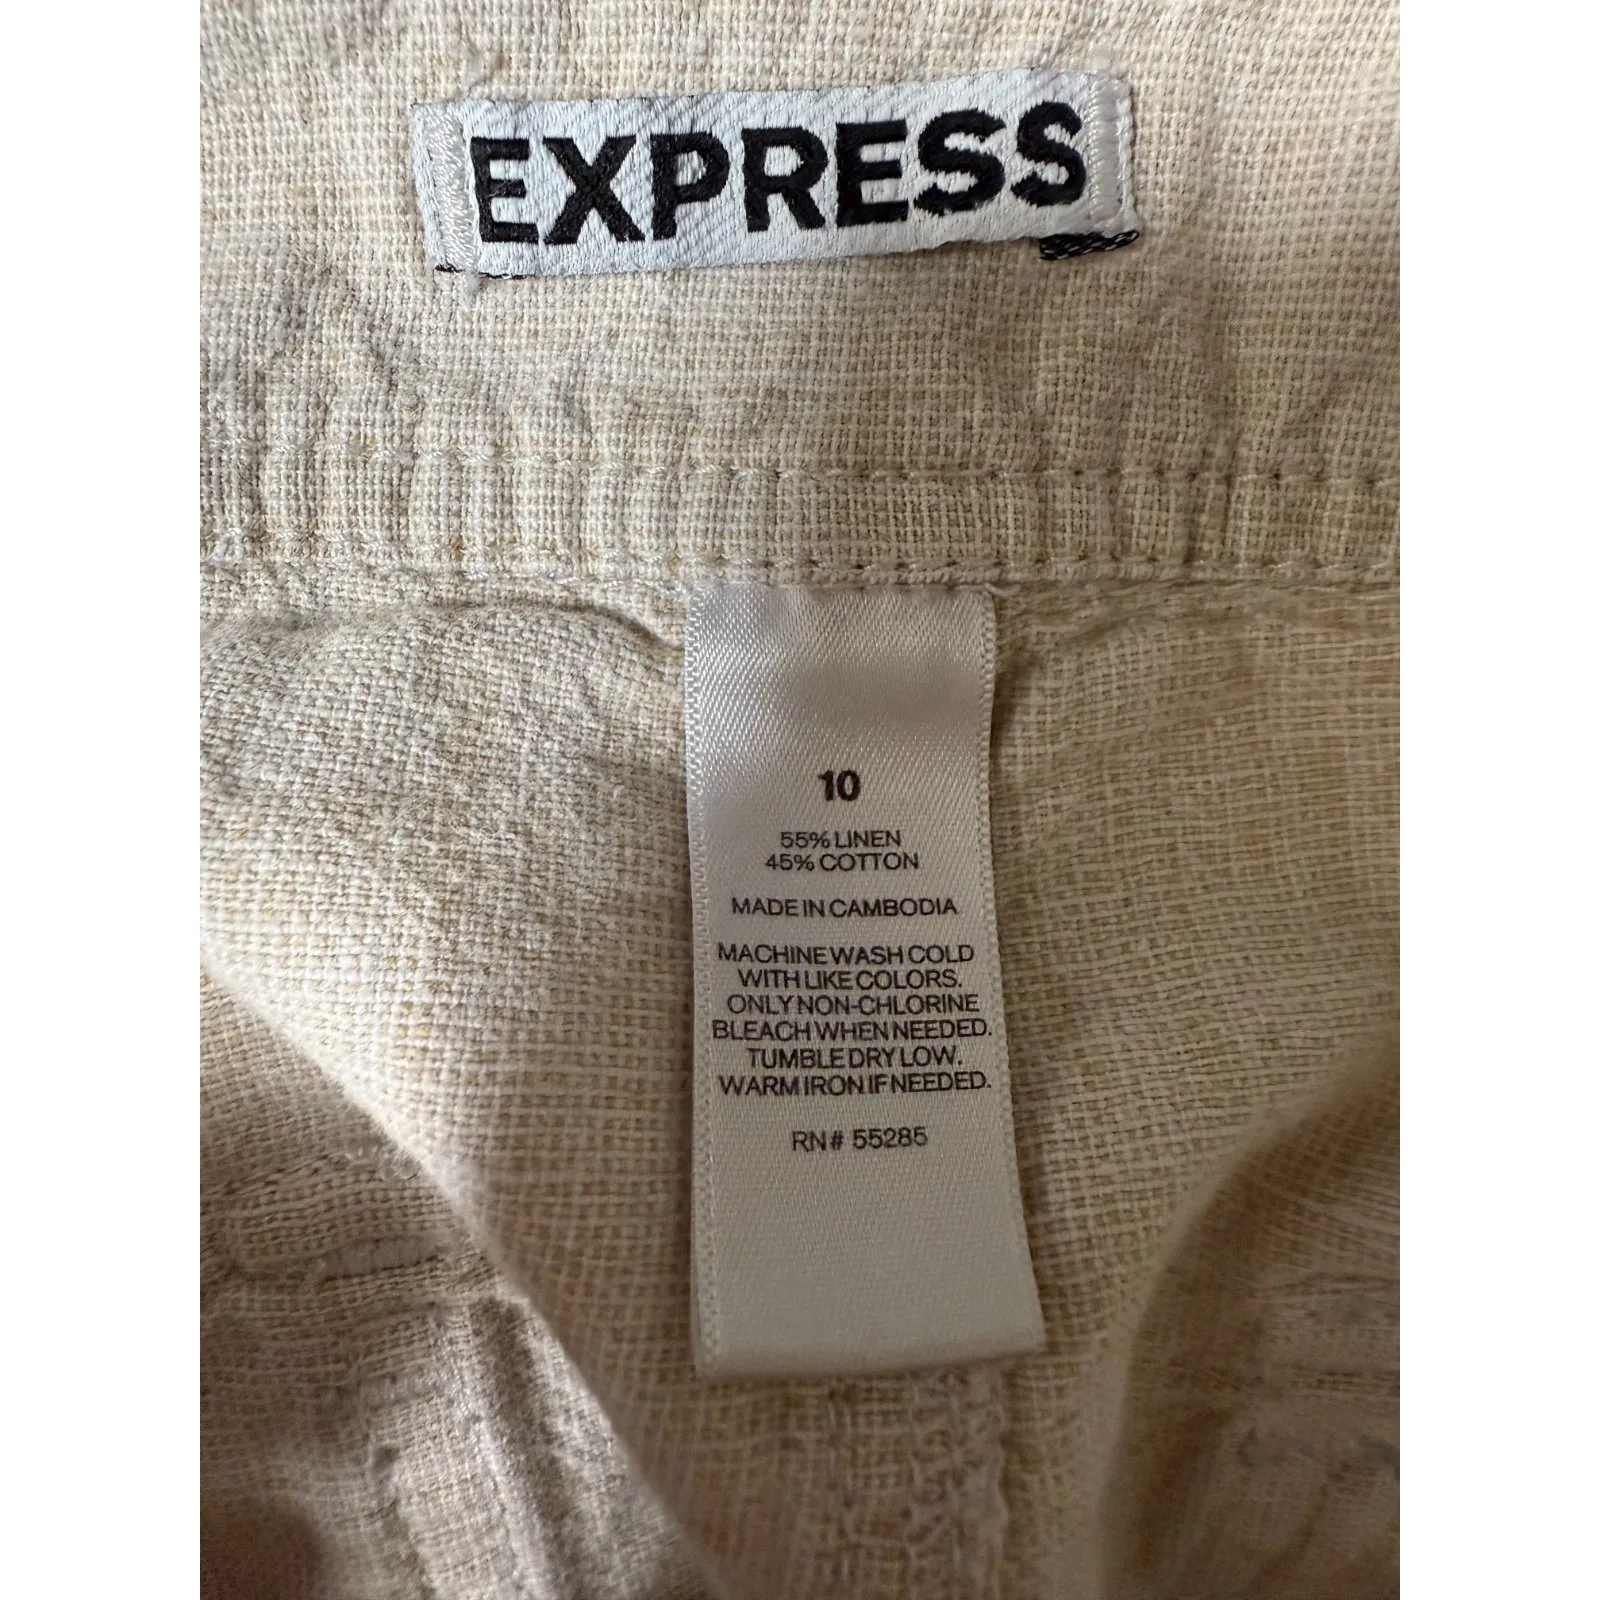 EXPRESS
10
55% LINEN
45% COTTON
MADE IN CAMBODIA
MACHINE WASH COLD
WITH LIKE COLORS.
ONLY NON-CHLORINE
BLEACH WHEN NEEDED.
TUMBLE DRY LOW.
WARM IRON IF NEEDED.
RN# 55285